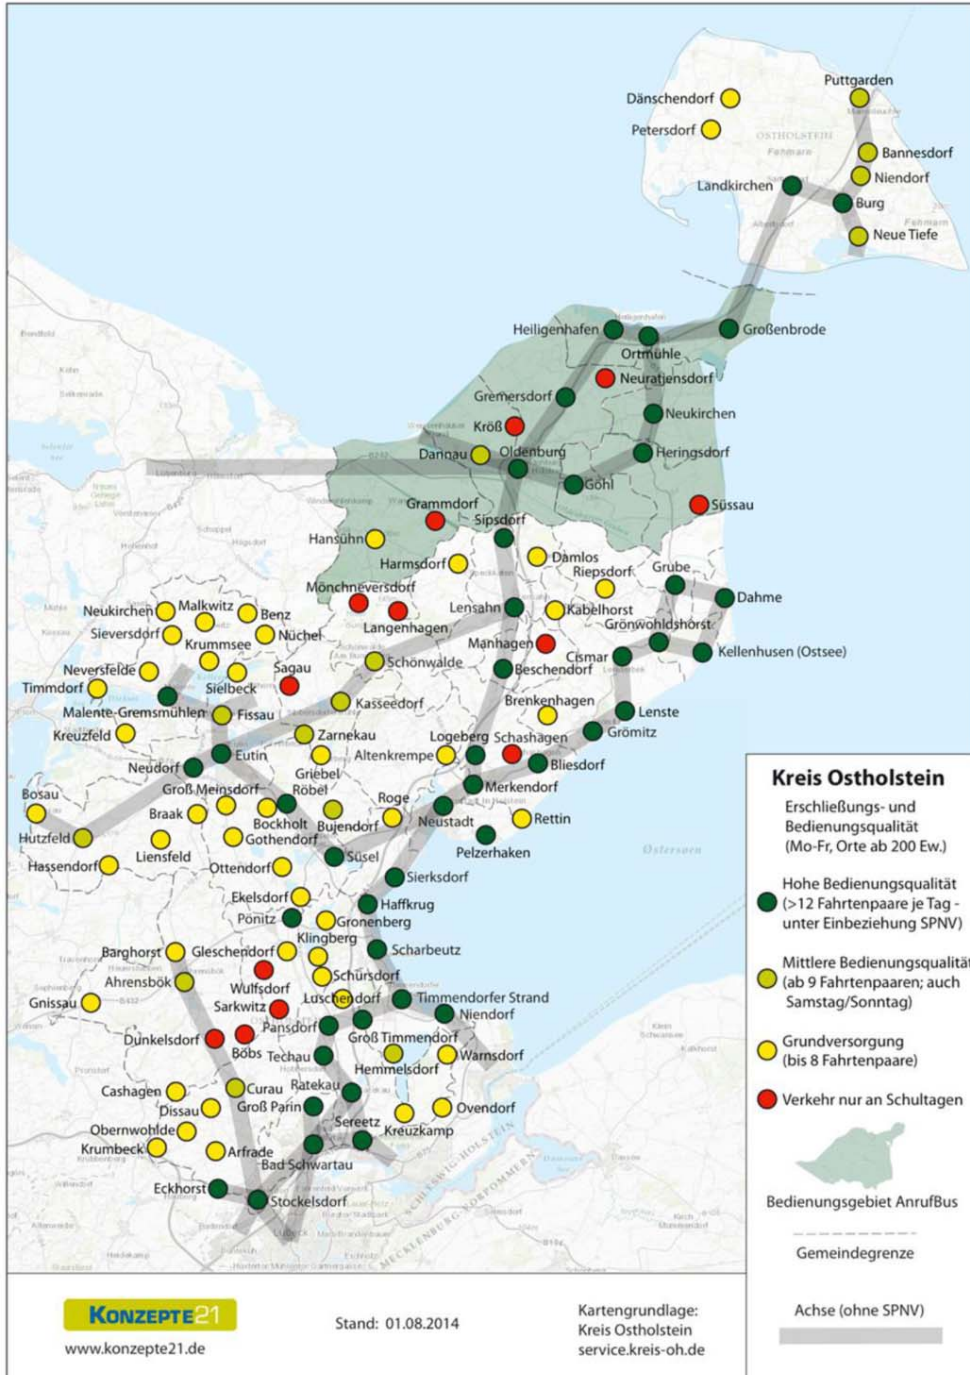 Puttgarden
Dänschendorf
Petersdorf
OSTHOLSTEIN
Fehmarn
Bannesdorf
Niendorf
Landkirchen
Burg
Fehmarn
Neue Tiefe
Heiligenhafen
Großenbrode
Ortmühle
Neuratjensdorf
Gremersdorf
Neukirchen
Kröß
Oldenburg
Dannau
Heringsdorf
Göhl
Grammdorf
Süssau
Sipsdorf
Hansühn
Damlos
Harmsdorf
Riepsdorf
Grube
Mönchneversdorf
Dahme
Neukirchen
Malkwitz
Benz
Lensahn
Kabelhorst
Langenhagen
Grönwohldshorst
Sieversdorf
Nüchel
Krummsee
Manhagen
Cismar
Kellenhusen (Ostsee)
Neversfelde
Sagau
Schönwalde
Beschendorf
Timmdorf
Sielbeck
Malente-Gremsmühlen
Fissau
Kasseedorf
Brenkenhagen
Lenste
Kreuzfeld
Zarnekau
Logeberg
Schashagen
Grömitz
Eutin
Altenkrempe
Griebel
Bliesdorf
Neudorf
Groß Meinsdorf
Röbel
Merkendorf
Bosau
Roge
Braak
Bockholt
Bujendorf
Neustadt
Rettin
Hutzfeld
Gothendorf
Liensfeld
Pelzerhaken
Ostersøen
Süsel
Hassendorf
Ottendorf
Sierksdorf
Ekelsdorf
Haffkrug
Pönitz
Gronenberg
Klingberg
Barghorst
Gleschendorf
Scharbeutz
Ahrensbök
Schürsdorf
Wulfsdorf
Gnissau
Luschendorf
Timmendorfer Strand
Sarkwitz
Niendorf
Pansdorf
Dunkelsdorf
Groß Timmendorf
Böbs
Techau
Warnsdorf
Hemmelsdorf
Cashagen
Curau
Ratekau
Dissau
Groß Parin
Ovendorf
Sereetz
Kreuzkamp
Obernwohlde
Krumbeck
Arfrade
Bad Schwartau
Eckhorst
Stockelsdorf
SCHLESWIG-HOLSTEIN
MECKLENBURG-VORPOMMERN
Kreis Ostholstein
Erschließungs- und
Bedienungsqualität
(Mo-Fr, Orte ab 200 Ew.)
Hohe Bedienungsqualität
(>12 Fahrtenpaare je Tag -
unter Einbeziehung SPNV)
Mittlere Bedienungsqualität
(ab 9 Fahrtenpaaren; auch
Samstag/Sonntag)
Grundversorgung
(bis 8 Fahrtenpaare)
Verkehr nur an Schultagen
Bedienungsgebiet AnrufBus
Gemeindegrenze
Achse (ohne SPNV)
KONZEPTE21
www.konzepte21.de
Stand: 01.08.2014
Kartengrundlage:
Kreis Ostholstein
service.kreis-oh.de